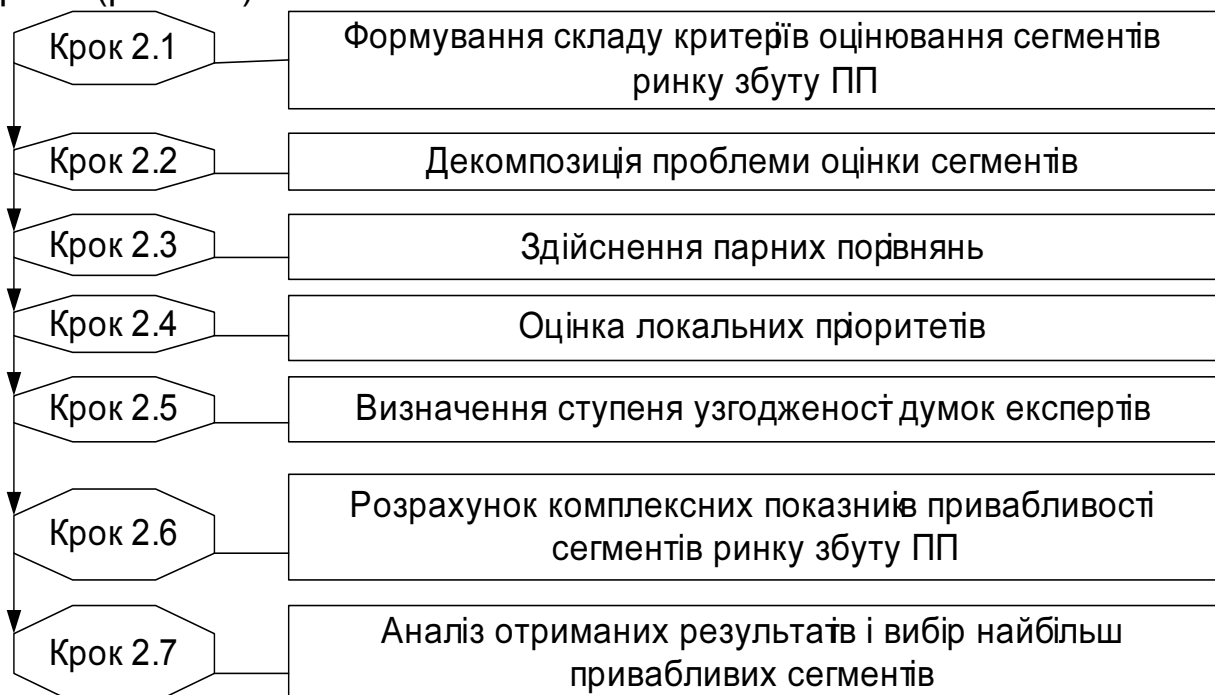 Крок 2.1
Формування складу критеріїв оцінювання сегментів
ринку збуту ПП
Крок 2.2
Декомпозиція проблеми оцінки сегментів
Крок 2.3
Здійснення парних порівнянь
Крок 2.4
Оцінка локальних пріоритетів
Крок 2.5
Визначення ступеня узгодженості думок експертів
Крок 2.6
Розрахунок комплексних показників привабливості
сегментів ринку збуту ПП
Крок 2.7
Аналіз отриманих результатів і вибір найбільш
привабливих сегментів